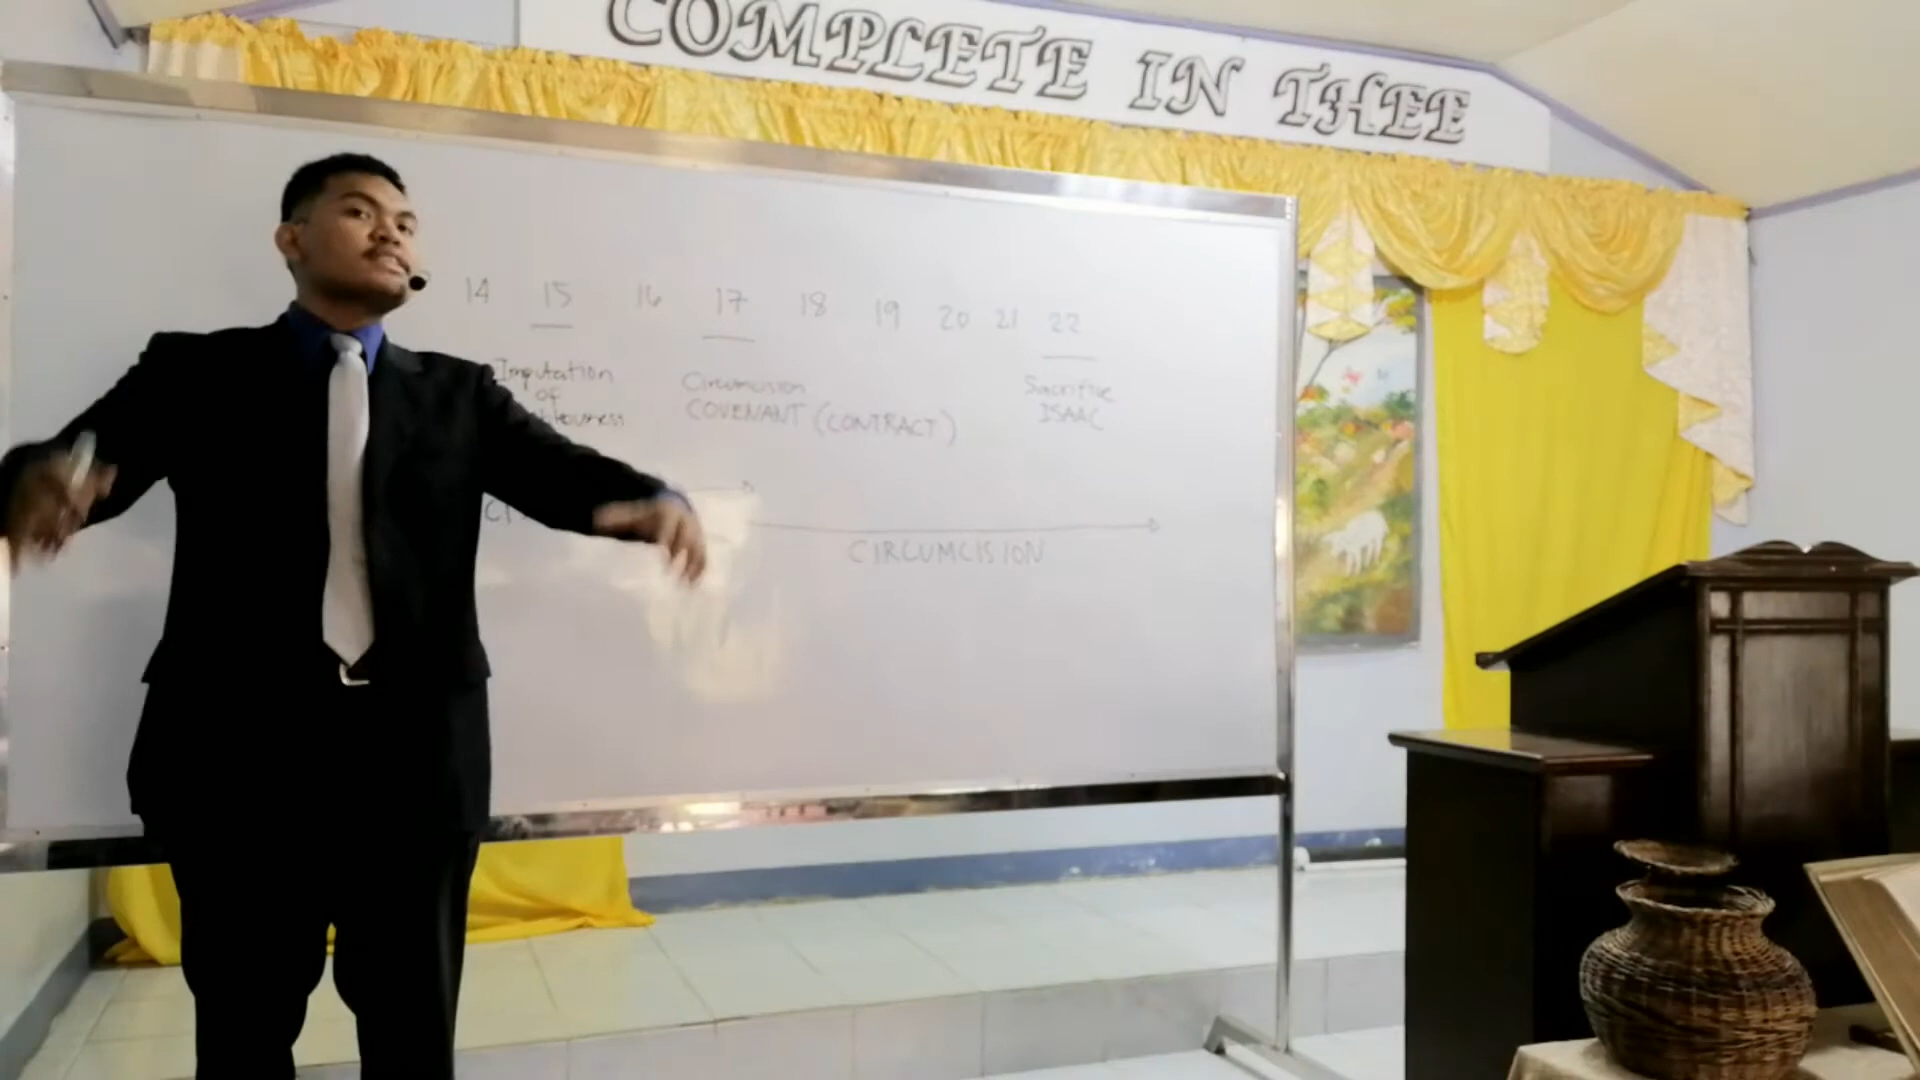 COMPLETE IN THEE
14 15 16 17 18 19 20 21 22
Imputation
of
Circumcision
COVENANT (CONTRACT)
Sacrifice
ISAAC
CIRCUMCISION